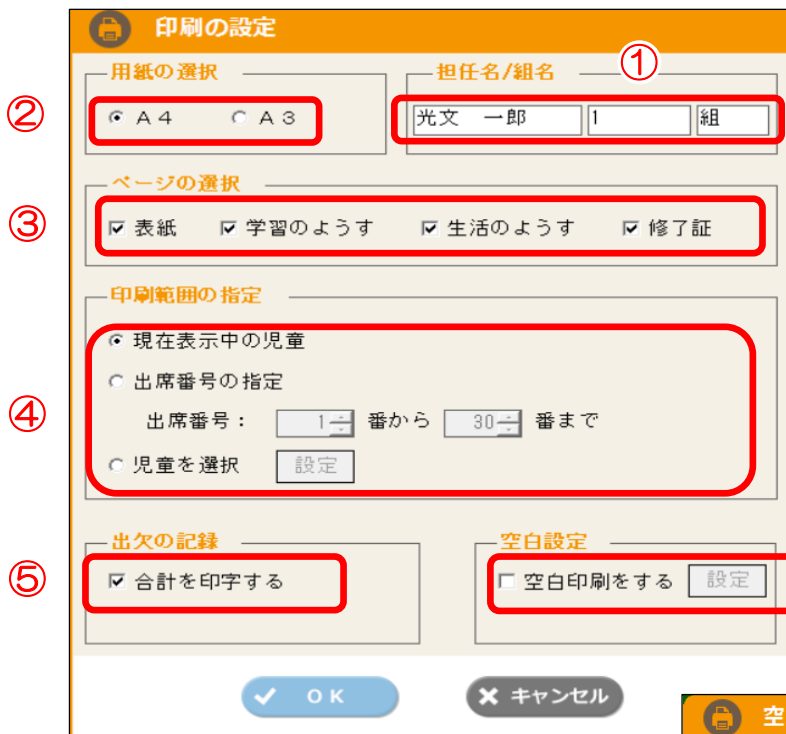 印刷の設定
用紙の選択 担任名/組名 ①
② A4 A3 光文 一郎 1 組
ページの選択
③ 表紙 学習のようす 生活のようす 修了証
印刷範囲の指定
現在表示中の児童
出席番号の指定
④ 出席番号: 1 番から 30 番まで
児童を選択 設定
出欠の記録 空白設定
⑤ 合計を印字する 空白印刷をする 設定
OK キャンセル
空